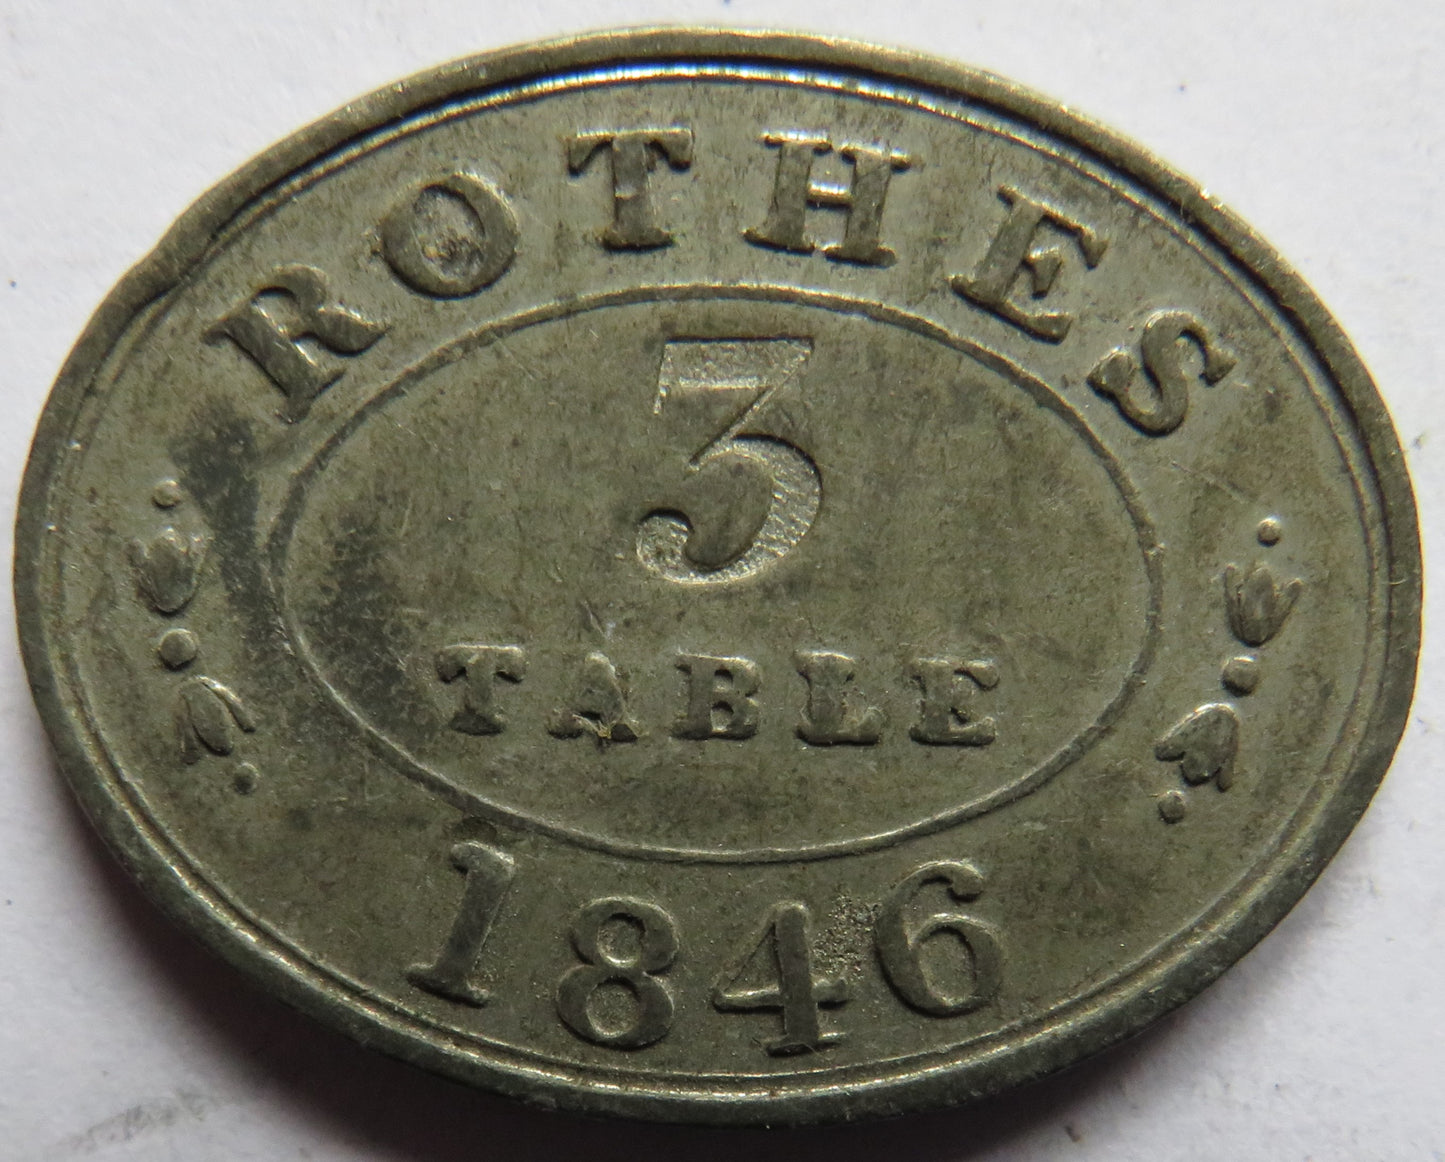 ROTHES
3
TABLE
1846